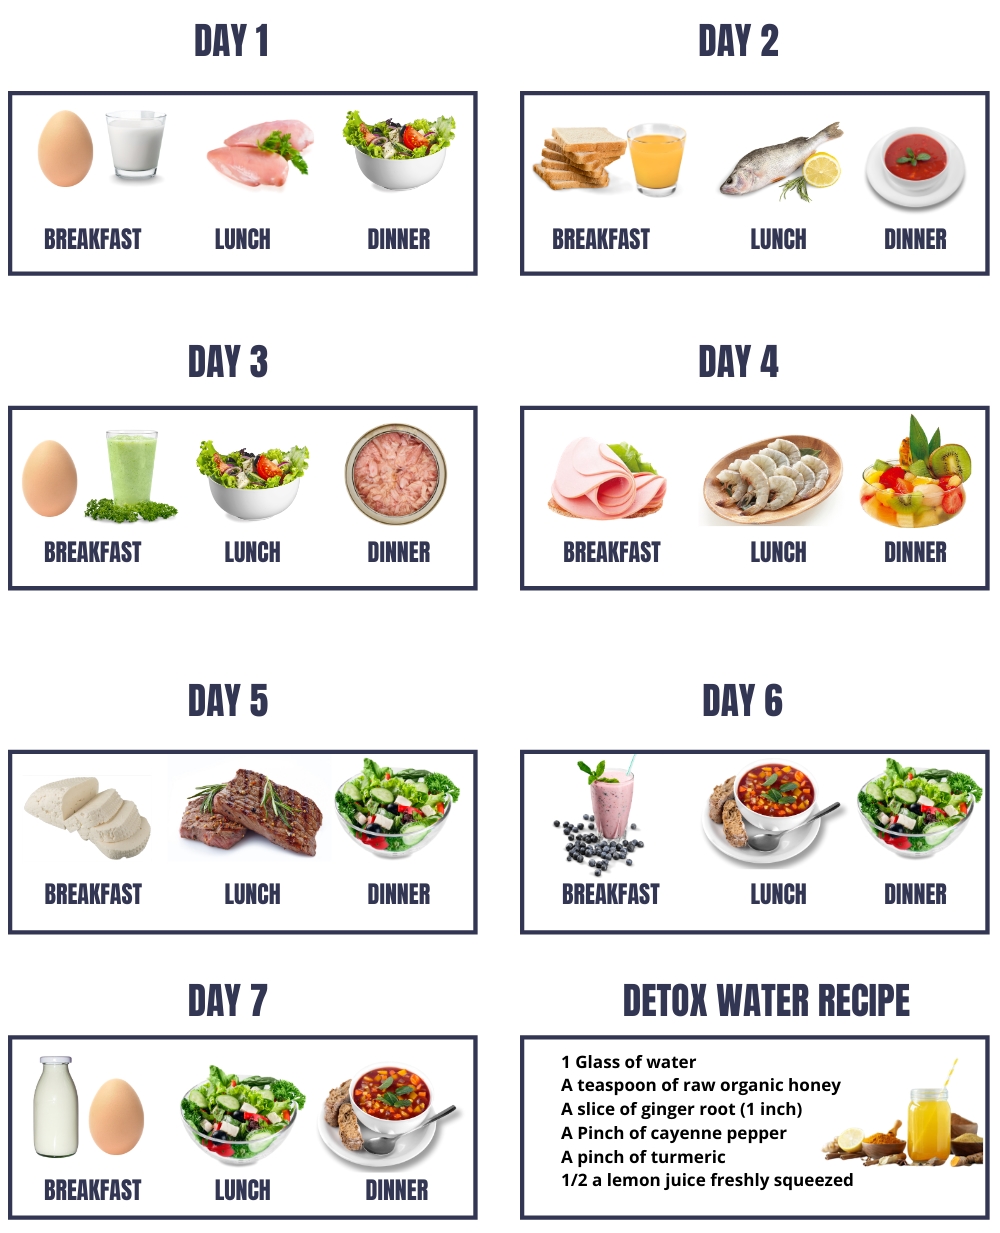 DAY 1
BREAKFAST
LUNCH
DINNER
DAY 2
BREAKFAST
LUNCH
DINNER
DAY 3
BREAKFAST
LUNCH
DINNER
DAY 4
BREAKFAST
LUNCH
DINNER
DAY 5
BREAKFAST
LUNCH
DINNER
DAY 6
BREAKFAST
LUNCH
DINNER
DAY 7
BREAKFAST
LUNCH
DINNER
DETOX WATER RECIPE
1 Glass of water
A teaspoon of raw organic honey
A slice of ginger root (1 inch)
A Pinch of cayenne pepper
A pinch of turmeric
1/2 a lemon juice freshly squeezed